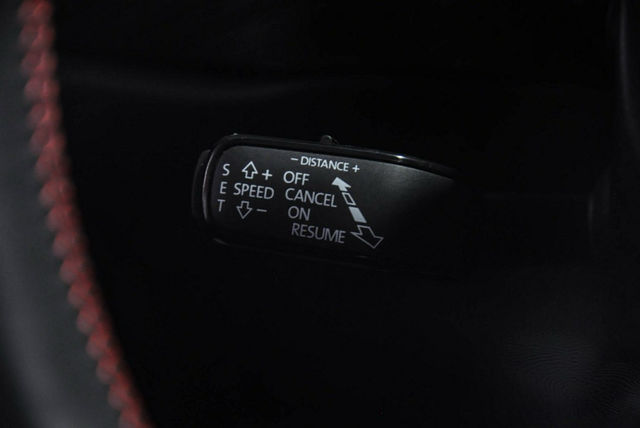 - DISTANCE +
S + OFF
E SPEED CANCEL
T - ON
RESUME